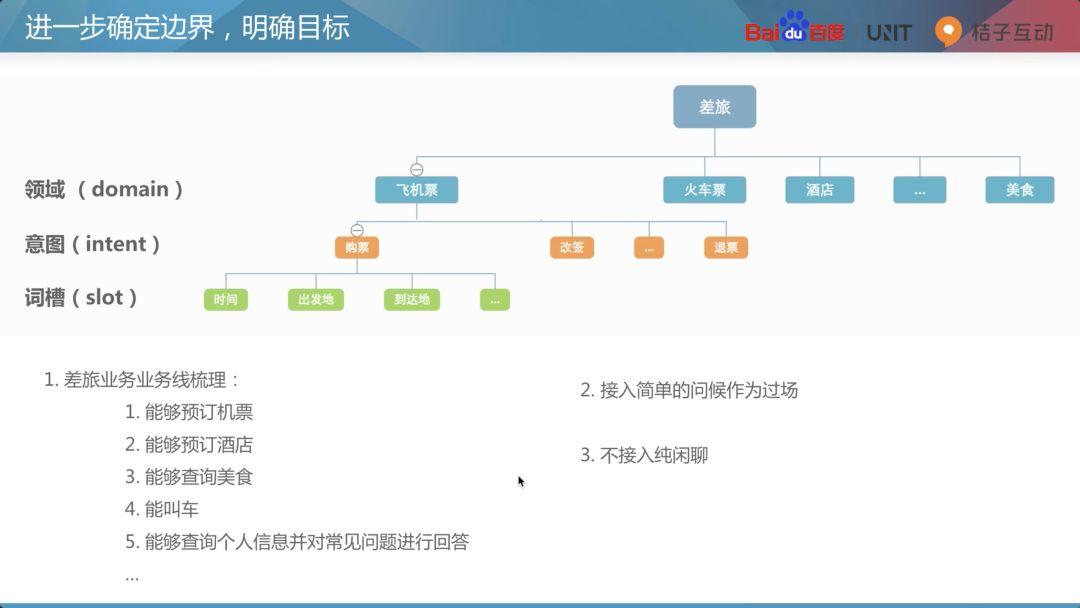 进一步确定边界，明确目标
Bai du 百度 UNIT 桔子互动
差旅
领域 （domain）
飞机票 火车票 酒店 ... 美食
意图（intent）
购票 改签 ... 退票
词槽（slot）
时间 出发地 到达地 ...
1. 差旅业务业务线梳理：
1. 能够预订机票
2. 能够预订酒店
3. 能够查询美食
4. 能叫车
5. 能够查询个人信息并对常见问题进行回答
...
2. 接入简单的问候作为过场
3. 不接入纯闲聊